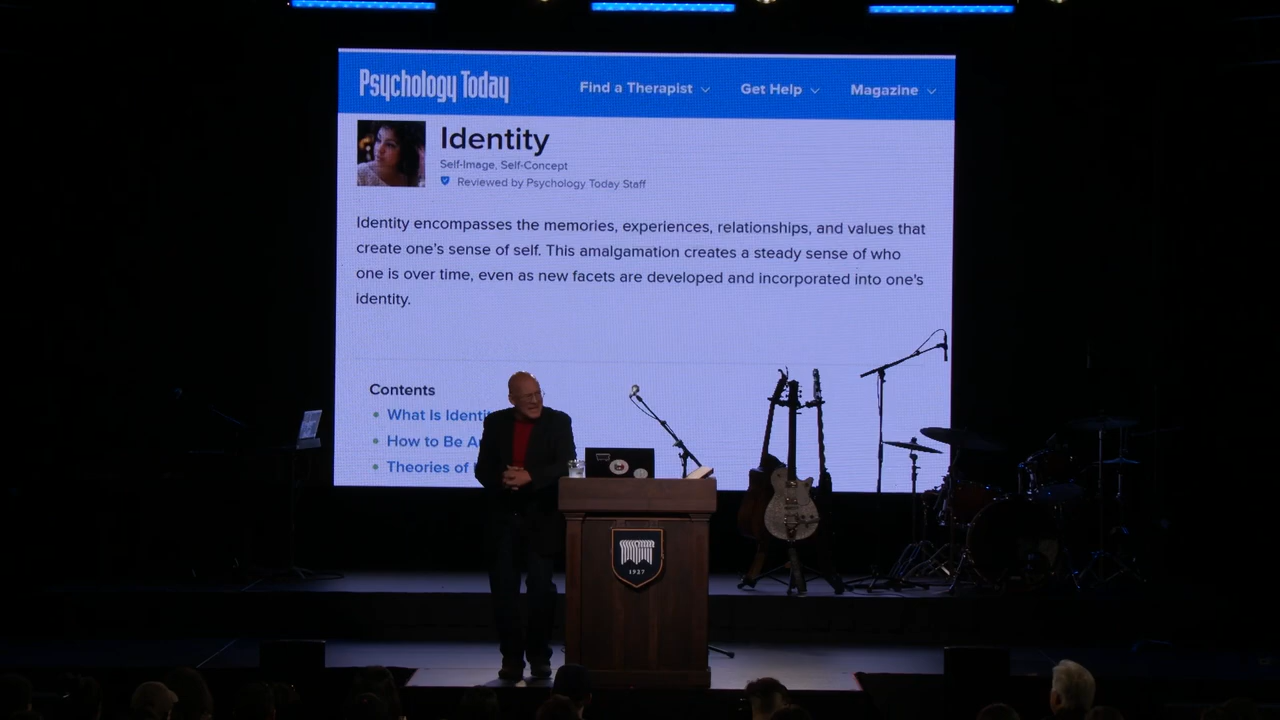 Psychology Today
Find a Therapist
Get Help
Magazine
Identity
Self-Image, Self-Concept
Reviewed by Psychology Today Staff
Identity encompasses the memories, experiences, relationships, and values that
create one's sense of self. This amalgamation creates a steady sense of who
one is over time, even as new facets are developed and incorporated into one's
identity.
Contents
• What Is Identi
• How to Be A
• Theories of
1927